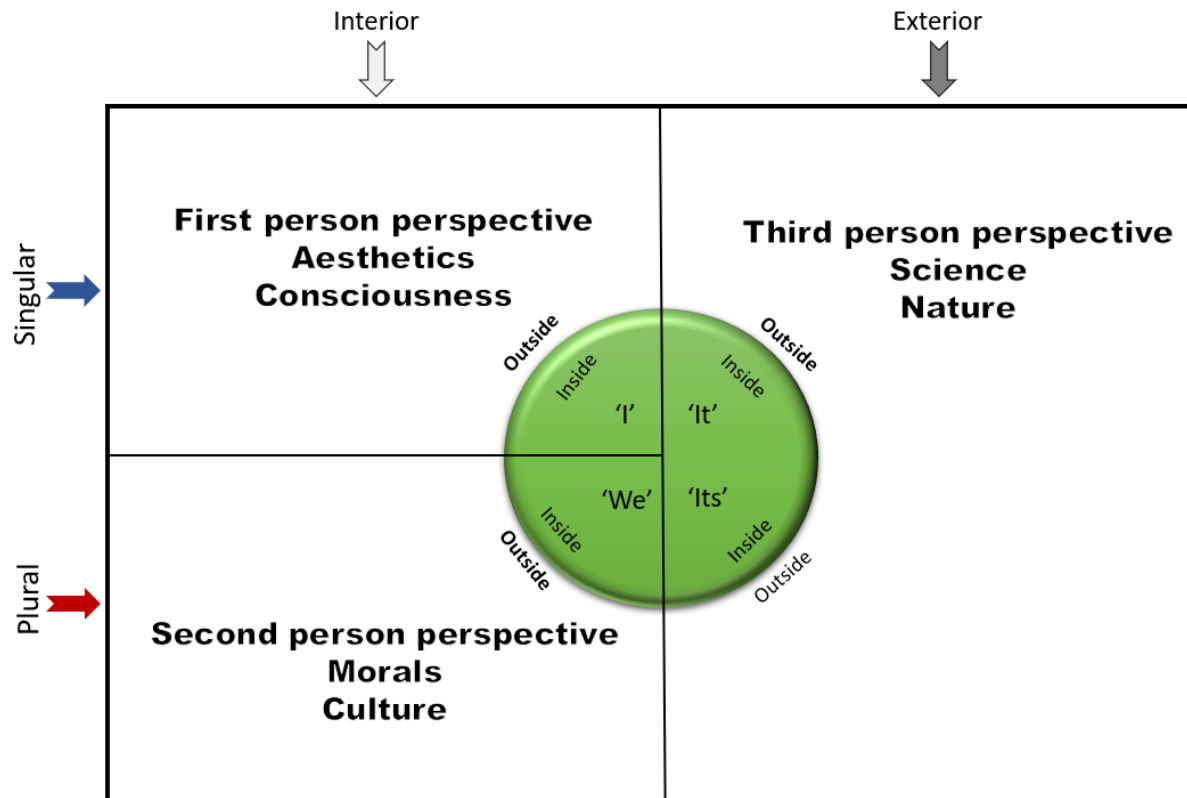 Interior
Exterior
Singular
First person perspective
Aesthetics
Consciousness
Third person perspective
Science
Nature
Outside
Inside
Outside
Inside
‘I’
‘It’
‘We’
‘Its’
Inside
Outside
Inside
Outside
Plural
Second person perspective
Morals
Culture